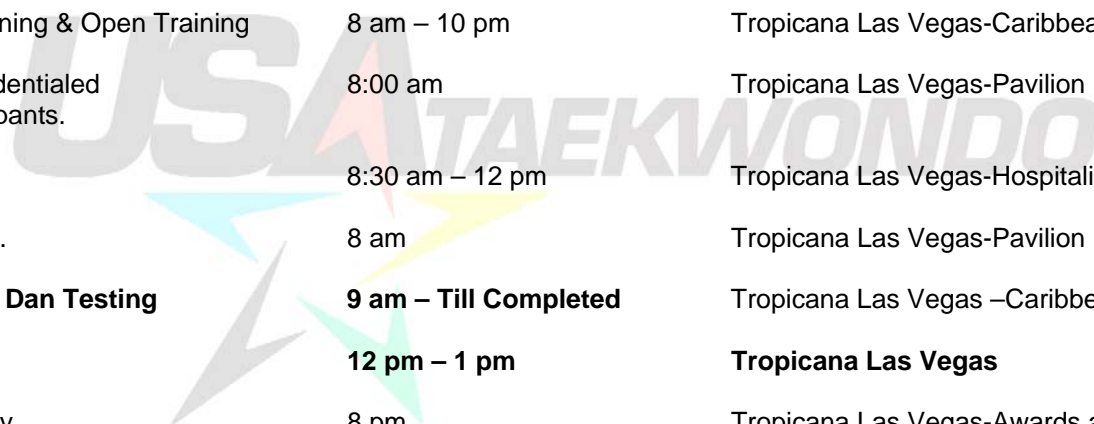 ning & Open Training 8 am – 10 pm Tropicana Las Vegas-Caribbea
dentialed 8:00 am Tropicana Las Vegas-Pavilion
pants.
USA TAEKWONDO
8:30 am – 12 pm Tropicana Las Vegas-Hospitali
. 8 am Tropicana Las Vegas-Pavilion
Dan Testing 9 am – Till Completed Tropicana Las Vegas –Caribbe
12 pm – 1 pm Tropicana Las Vegas
y 8 pm Tropicana Las Vegas-Awards a